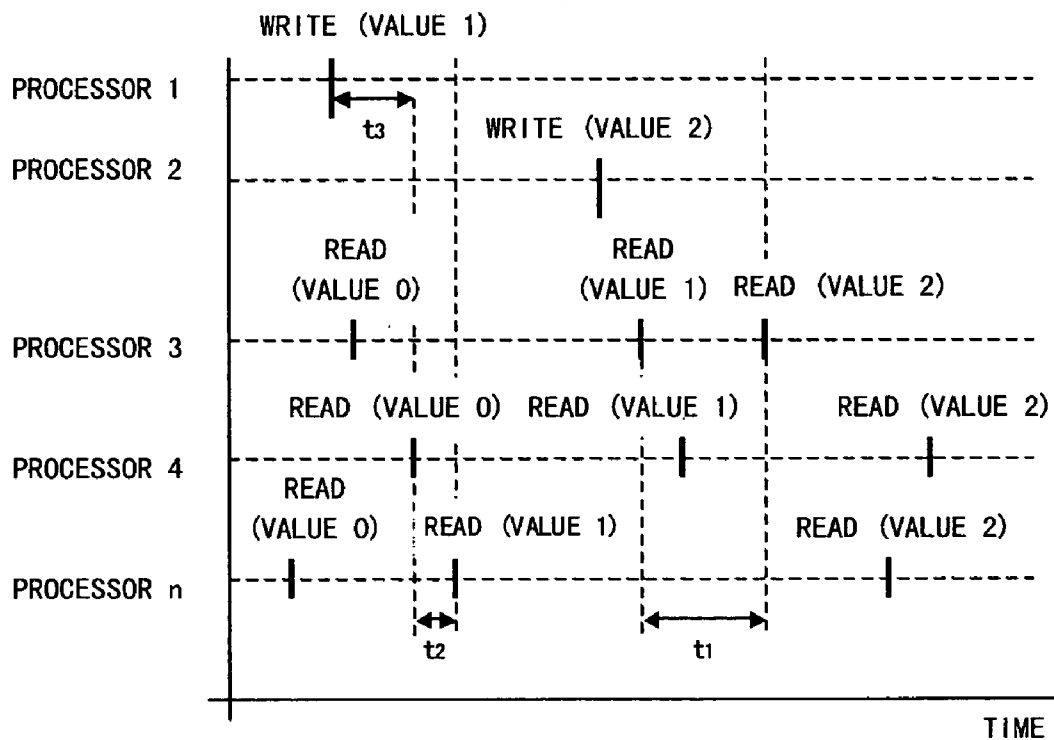 WRITE (VALUE 1)
PROCESSOR 1
t3
WRITE (VALUE 2)
PROCESSOR 2
READ
(VALUE 0)
READ
(VALUE 1)
READ (VALUE 2)
PROCESSOR 3
READ (VALUE 0)
READ (VALUE 1)
READ (VALUE 2)
PROCESSOR 4
READ
(VALUE 0)
READ (VALUE 1)
READ (VALUE 2)
PROCESSOR n
t2
t1
TIME